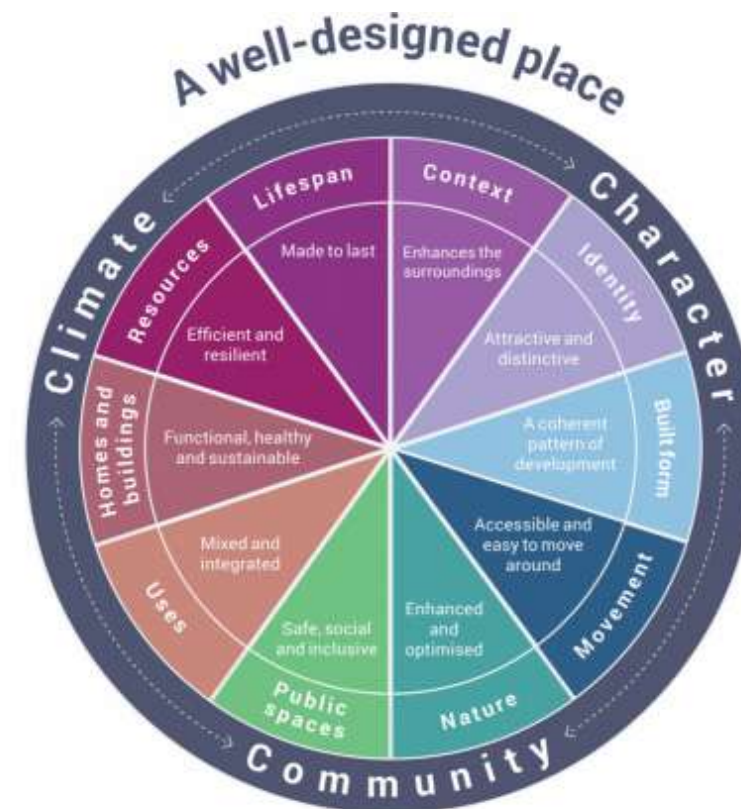 A well-designed place
Climate
Character
Community
Context
Enhances the
surroundings
Identity
Attractive and
distinctive
Built form
A coherent
pattern of
development
Movement
Accessible and
easy to move
around
Nature
Enhanced
and
optimised
Public
spaces
Safe, social
and inclusive
Uses
Mixed and
integrated
Homes and
buildings
Functional, healthy
and sustainable
Resources
Efficient and
resilient
Lifespan
Made to last